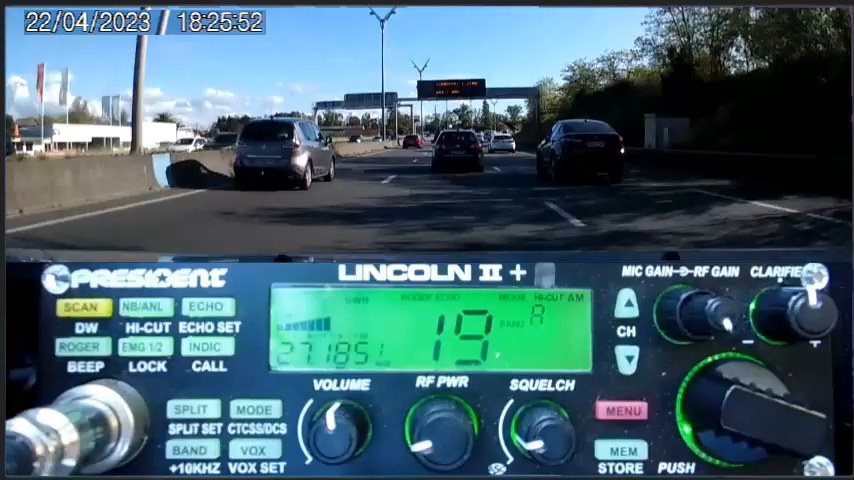 22/04/2023 18:25:52
PRESIDENT
LINCOLN II +
MIC GAIN RF GAIN CLARIFIER
SCAN NB/ANL ECHO
DW HI-CUT ECHO SET
ROGER EMG 1/2 INDIC
BEEP LOCK CALL
ROGER ECHO HI-CUT AM
19 BAND A
271851
CH
VOLUME RF PWR SQUELCH
SPLIT MODE
SPLIT SET CTCSS/DCS
BAND VOX
+10KHZ VOX SET
MENU
MEM
STORE PUSH
- +